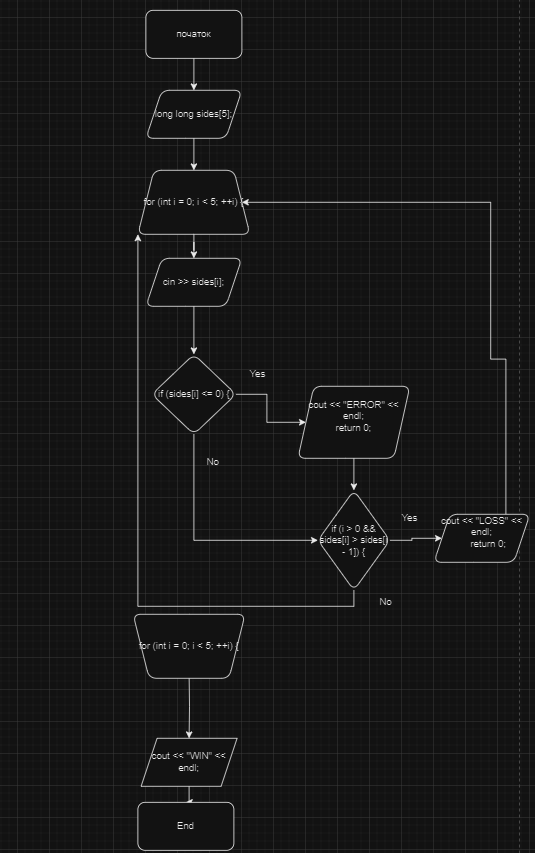 початок
long long sides[5];
for (int i = 0; i < 5; ++i) {
cin >> sides[i];
if (sides[i] <= 0) {
Yes
cout << "ERROR" <<
endl;
return 0;
No
if (i > 0 &&
sides[i] > sides[i
- 1]) {
Yes
cout << "LOSS" <<
endl;
return 0;
No
for (int i = 0; i < 5; ++i) {
cout << "WIN" <<
endl;
End